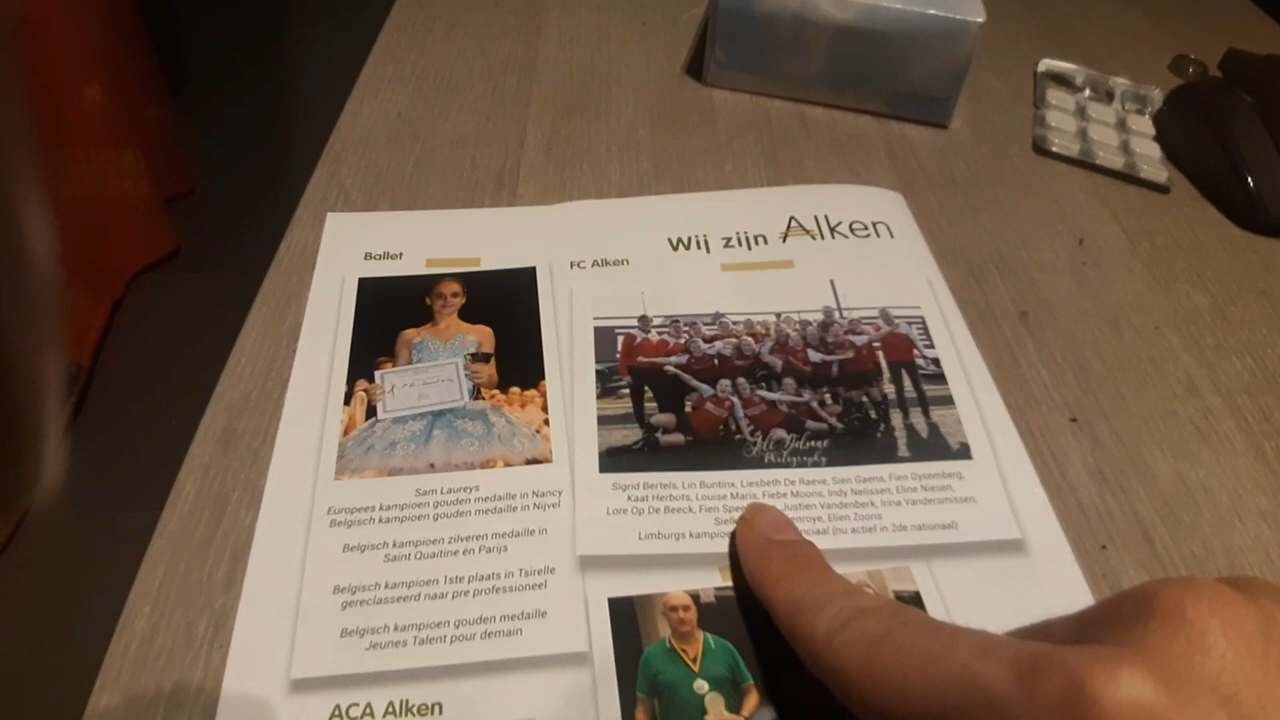 Wij zijn Alken
Ballet
FC Alken
Jill Delsaux
Photography
Sam Laureys
Europees kampioen gouden medaille in Nancy
Belgisch kampioen gouden medaille in Nijvel
Belgisch kampioen zilveren medaille in
Saint Quaitine én Parijs
Belgisch kampioen 1ste plaats in Tsirelle
gereclasseerd naar pre professioneel
Belgisch kampioen gouden medaille
Jeunes Talent pour demain
Sigrid Bertels, Lin Buntinx, Liesbeth De Raeve, Sien Gaens, Fien Gysemberg,
Kaat Herbots, Louise Maris, Fiebe Moons, Indy Nelissen, Eline Niesen,
Lore Op De Beeck, Fien Justien Vandenberk, Irina Vandersmissen,
Elien Zoons
Limburgs (nu actief in 2de nationaal)
ACA Alken